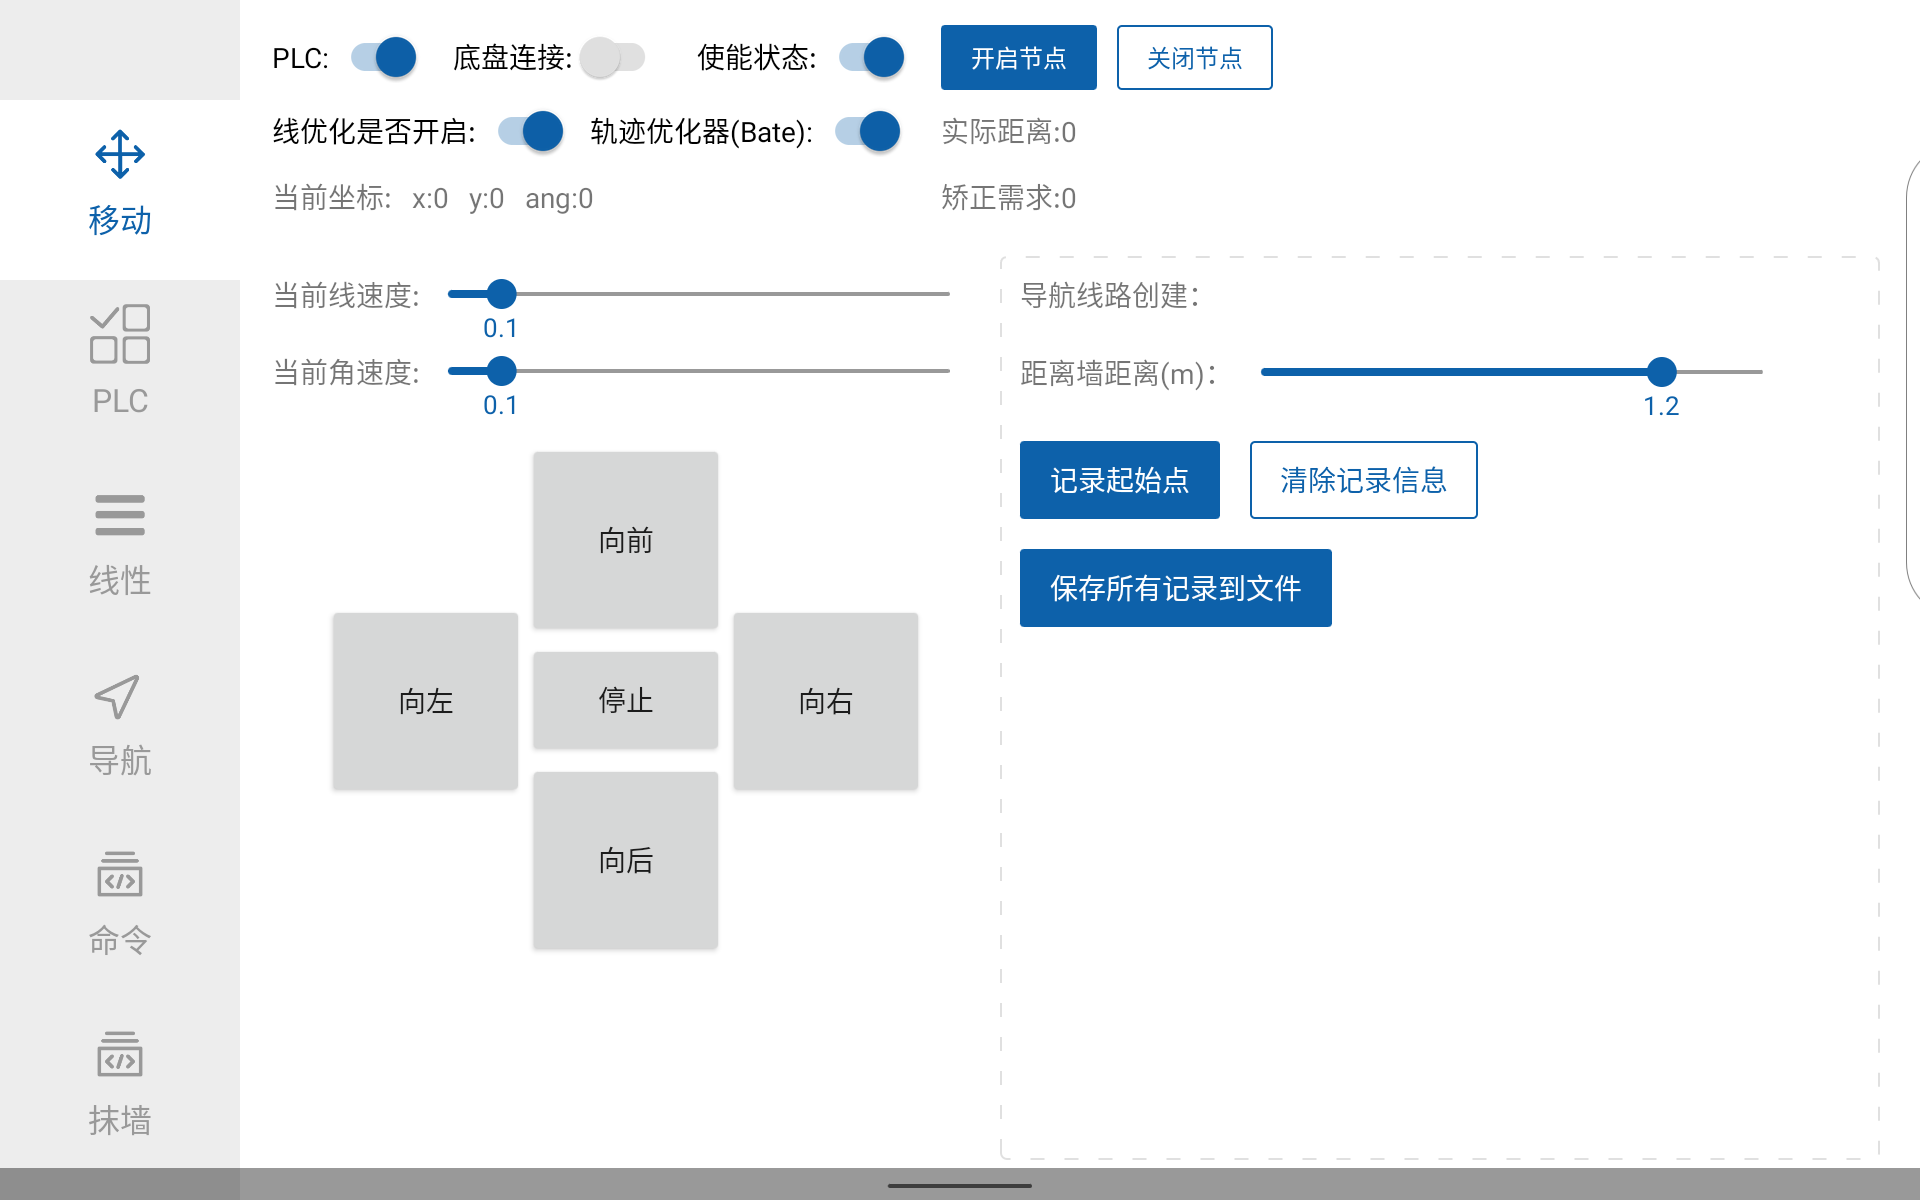 PLC: 底盘连接: 使能状态: 开启节点 关闭节点
线优化是否开启: 轨迹优化器(Bate): 实际距离:0
当前坐标: x:0 y:0 ang:0 矫正需求:0
移动
PLC
线性
导航
命令
抹墙
当前线速度:
0.1
当前角速度:
0.1
向前
向左 停止 向右
向后
导航线路创建：
距离墙距离(m)：
1.2
记录起始点 清除记录信息
保存所有记录到文件